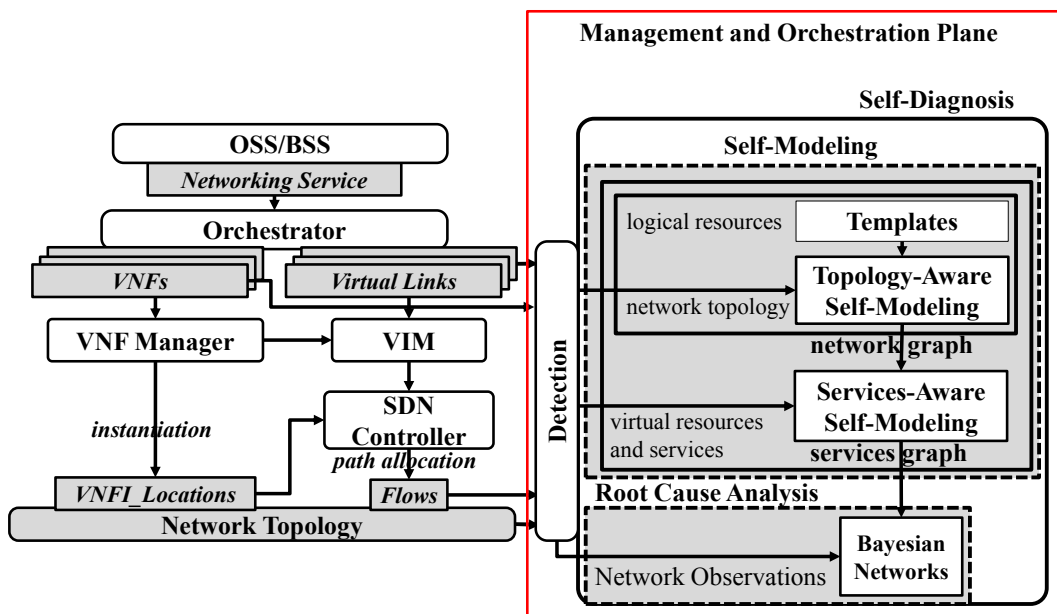 Management and Orchestration Plane
Self-Diagnosis
OSS/BSS
Networking Service
Orchestrator
VNFs
Virtual Links
VNF Manager
VIM
SDN
Controller
instantiation
path allocation
VNFI_Locations
Flows
Network Topology
Detection
Self-Modeling
logical resources
Templates
Topology-Aware
Self-Modeling
network topology
network graph
Services-Aware
Self-Modeling
virtual resources
and services
services graph
Root Cause Analysis
Bayesian
Networks
Network Observations